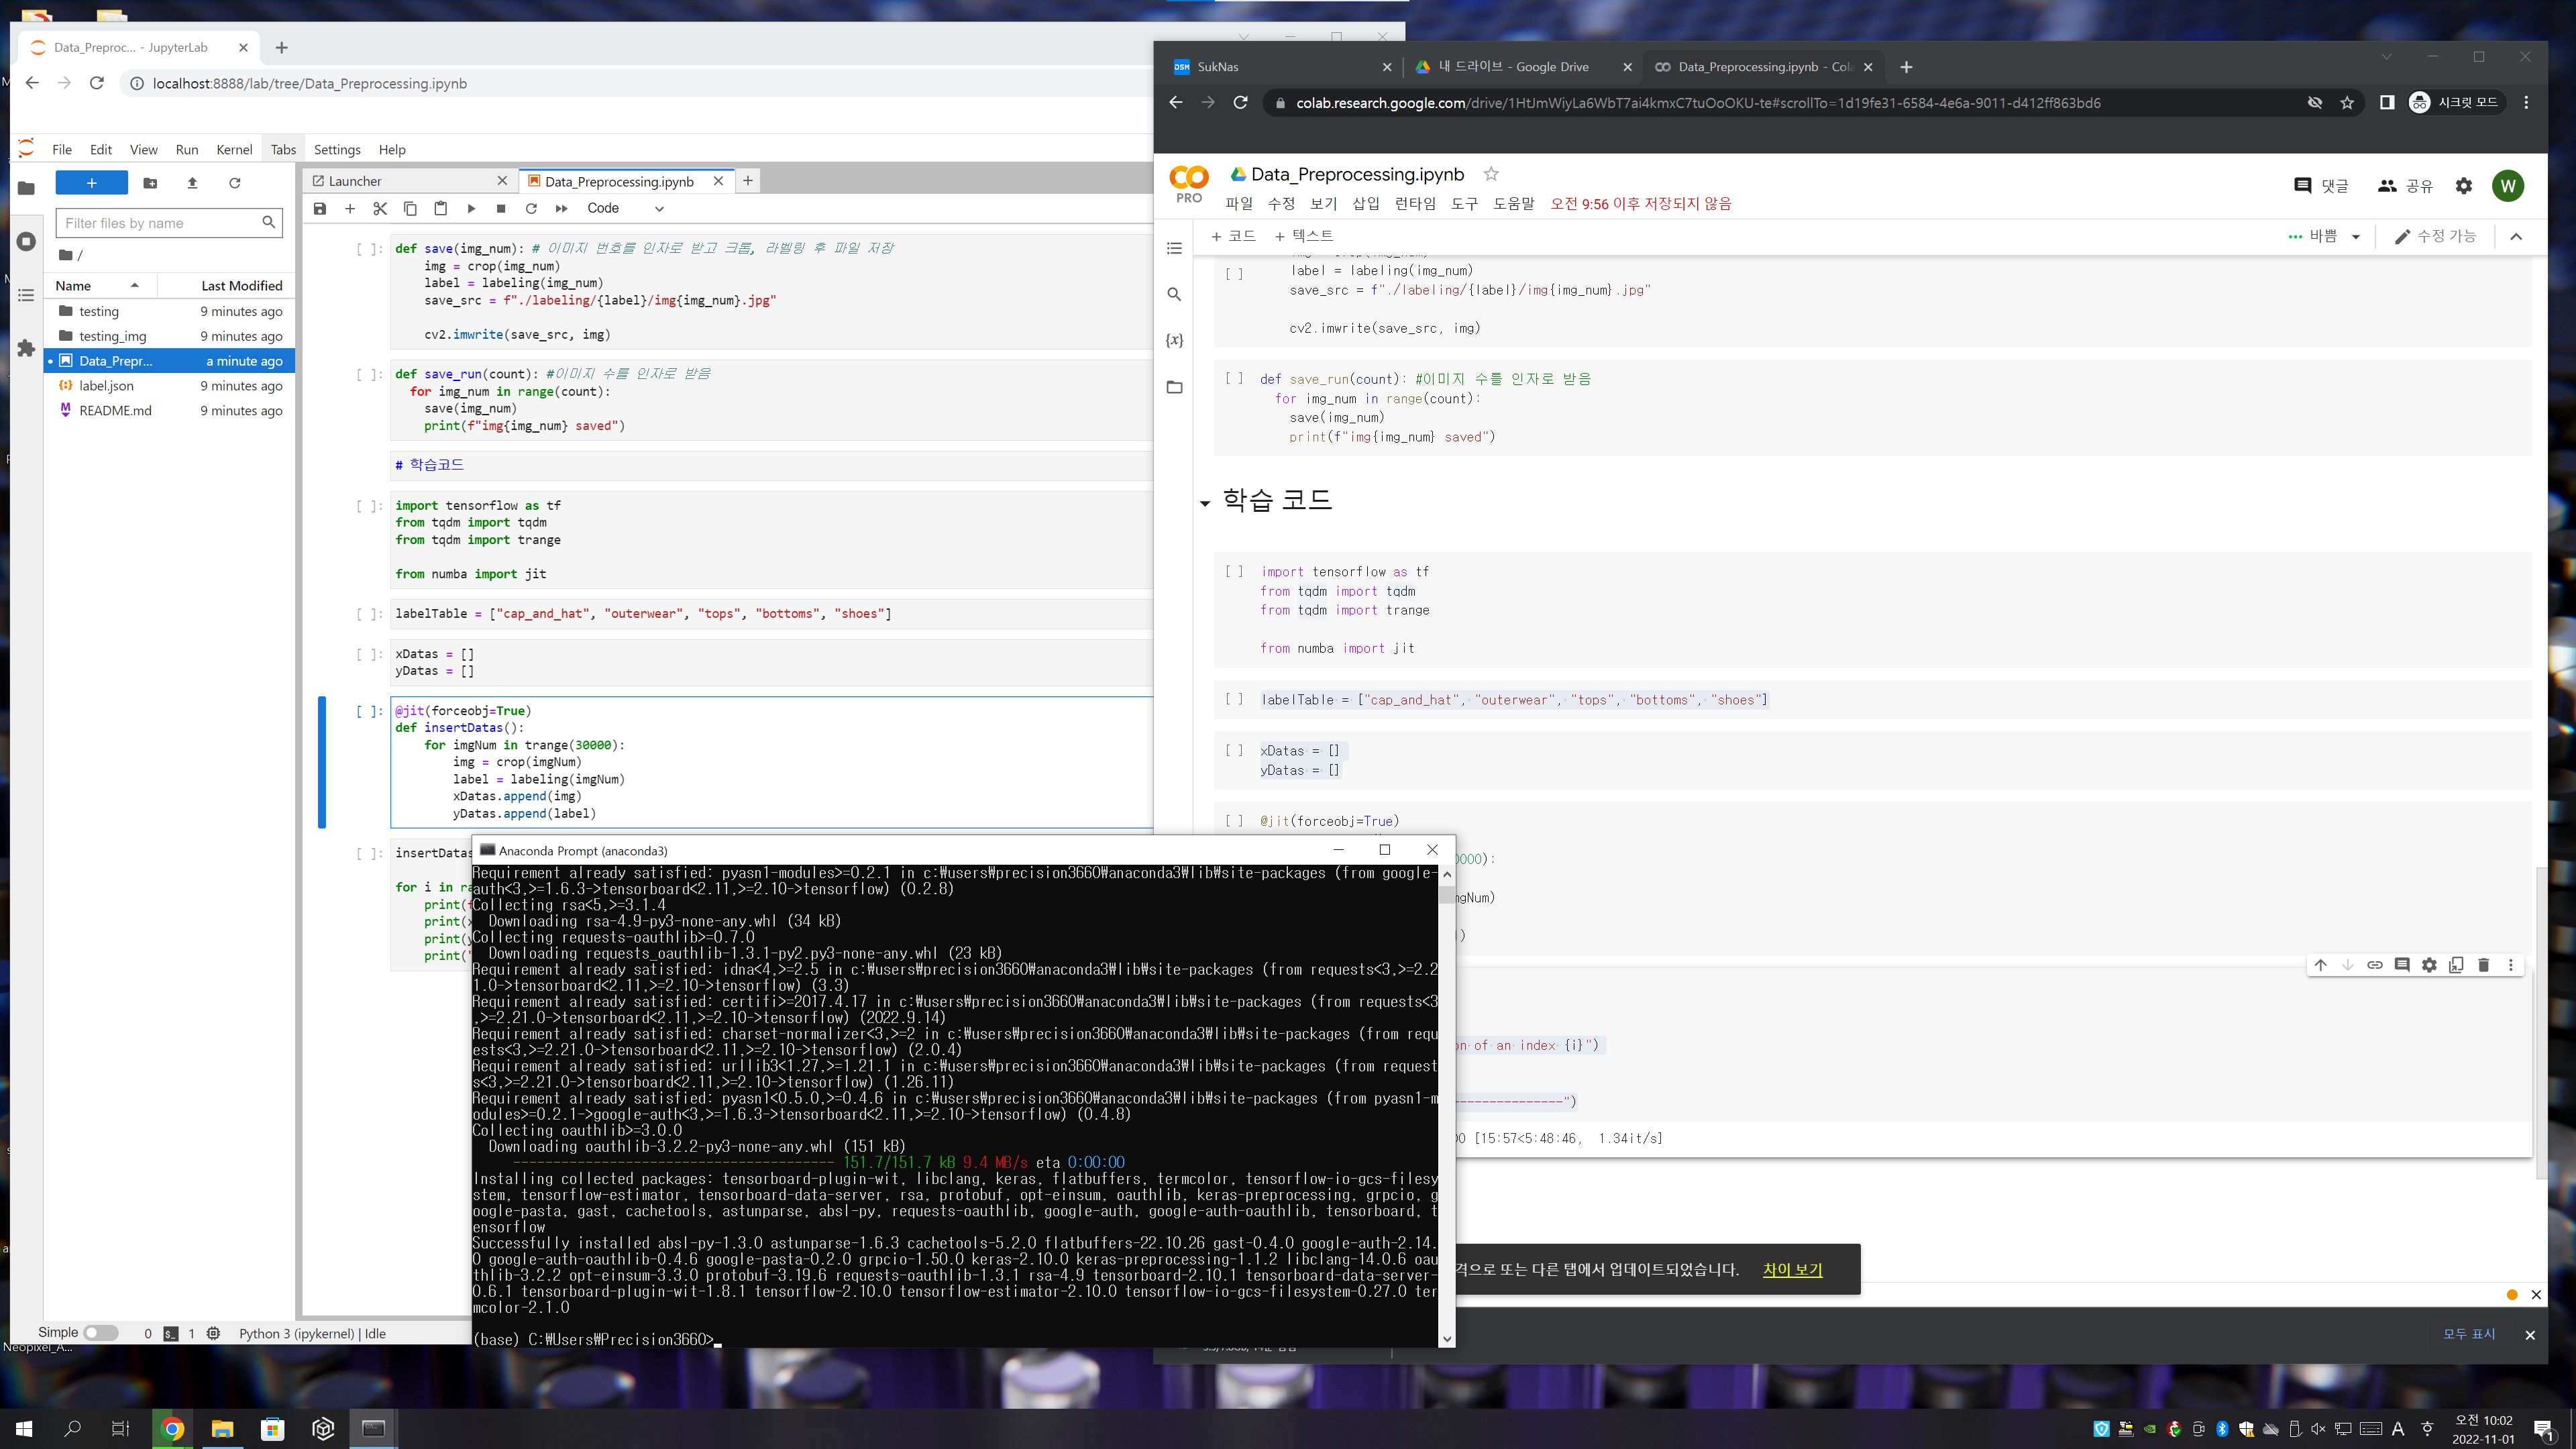 Data_Preproc... - JupyterLab
localhost:8888/lab/tree/Data_Preprocessing.ipynb
File Edit View Run Kernel Tabs Settings Help
Filter files by name
/
Name Last Modified
testing 9 minutes ago
testing_img 9 minutes ago
Data_Prepr... a minute ago
label.json 9 minutes ago
README.md 9 minutes ago
Launcher Data_Preprocessing.ipynb
Code
[ ]: def save(img_num): # 이미지 번호를 인자로 받고 크롭, 라벨링 후 파일 저장
img = crop(img_num)
label = labeling(img_num)
save_src = f"./labeling/{label}/img{img_num}.jpg"
cv2.imwrite(save_src, img)
[ ]: def save_run(count): #이미지 수를 인자로 받음
for img_num in range(count):
save(img_num)
print(f"img{img_num} saved")
# 학습코드
[ ]: import tensorflow as tf
from tqdm import tqdm
from tqdm import trange
from numba import jit
[ ]: labelTable = ["cap_and_hat", "outerwear", "tops", "bottoms", "shoes"]
[ ]: xDatas = []
yDatas = []
[ ]: @jit(forceobj=True)
def insertDatas():
for imgNum in trange(30000):
img = crop(imgNum)
label = labeling(imgNum)
xDatas.append(img)
yDatas.append(label)
[ ]: insertDatas
for i in ra
print(f
print(x
print(y
print("
Simple 0 1 Python 3 (ipykernel) | Idle
Neopixel_A...
SukNas
내 드라이브 - Google Drive
Data_Preprocessing.ipynb - Cola
colab.research.google.com/drive/1HtJmWiyLa6WbT7ai4kmxC7tuOoOKU-te#scrollTo=1d19fe31-6584-4e6a-9011-d412ff863bd6
시크릿 모드
PRO
Data_Preprocessing.ipynb
댓글 공유 W
파일 수정 보기 삽입 런타임 도구 도움말 오전 9:56 이후 저장되지 않음
+ 코드 + 텍스트
바쁨 수정 가능
[ ] label = labeling(img_num)
save_src = f"./labeling/{label}/img{img_num}.jpg"
cv2.imwrite(save_src, img)
[ ] def save_run(count): #이미지 수를 인자로 받음
for img_num in range(count):
save(img_num)
print(f"img{img_num} saved")
학습 코드
[ ] import tensorflow as tf
from tqdm import tqdm
from tqdm import trange
from numba import jit
[ ] labelTable = ["cap_and_hat", "outerwear", "tops", "bottoms", "shoes"]
[ ] xDatas = []
yDatas = []
[ ] @jit(forceobj=True)
0000):
mgNum)
)
on of an index {i}")
---------------")
00 [15:57<5:48:46, 1.34it/s]
격으로 또는 다른 탭에서 업데이트되었습니다. 차이 보기
모두 표시
Anaconda Prompt (anaconda3)
Requirement already satisfied: pyasn1-modules>=0.2.1 in c:₩users₩precision3660₩anaconda3₩lib₩site-packages (from google-
auth<3,>=1.6.3->tensorboard<2.11,>=2.10->tensorflow) (0.2.8)
Collecting rsa<5,>=3.1.4
Downloading rsa-4.9-py3-none-any.whl (34 kB)
Collecting requests-oauthlib>=0.7.0
Downloading requests_oauthlib-1.3.1-py2.py3-none-any.whl (23 kB)
Requirement already satisfied: idna<4,>=2.5 in c:₩users₩precision3660₩anaconda3₩lib₩site-packages (from requests<3,>=2.2
1.0->tensorboard<2.11,>=2.10->tensorflow) (3.3)
Requirement already satisfied: certifi>=2017.4.17 in c:₩users₩precision3660₩anaconda3₩lib₩site-packages (from requests<3
,>=2.21.0->tensorboard<2.11,>=2.10->tensorflow) (2022.9.14)
Requirement already satisfied: charset-normalizer<3,>=2 in c:₩users₩precision3660₩anaconda3₩lib₩site-packages (from requ
ests<3,>=2.21.0->tensorboard<2.11,>=2.10->tensorflow) (2.0.4)
Requirement already satisfied: urllib3<1.27,>=1.21.1 in c:₩users₩precision3660₩anaconda3₩lib₩site-packages (from request
s<3,>=2.21.0->tensorboard<2.11,>=2.10->tensorflow) (1.26.11)
Requirement already satisfied: pyasn1<0.5.0,>=0.4.6 in c:₩users₩precision3660₩anaconda3₩lib₩site-packages (from pyasn1-m
odules>=0.2.1->google-auth<3,>=1.6.3->tensorboard<2.11,>=2.10->tensorflow) (0.4.8)
Collecting oauthlib>=3.0.0
Downloading oauthlib-3.2.2-py3-none-any.whl (151 kB)
---------------------------------------- 151.7/151.7 kB 9.4 MB/s eta 0:00:00
Installing collected packages: tensorboard-plugin-wit, libclang, keras, flatbuffers, termcolor, tensorflow-io-gcs-filesy
stem, tensorflow-estimator, tensorboard-data-server, rsa, protobuf, opt-einsum, oauthlib, keras-preprocessing, grpcio, g
oogle-pasta, gast, cachetools, astunparse, absl-py, requests-oauthlib, google-auth, google-auth-oauthlib, tensorboard, t
ensorflow
Successfully installed absl-py-1.3.0 astunparse-1.6.3 cachetools-5.2.0 flatbuffers-22.10.26 gast-0.4.0 google-auth-2.14.
0 google-auth-oauthlib-0.4.6 google-pasta-0.2.0 grpcio-1.50.0 keras-2.10.0 keras-preprocessing-1.1.2 libclang-14.0.6 oau
thlib-3.2.2 opt-einsum-3.3.0 protobuf-3.19.6 requests-oauthlib-1.3.1 rsa-4.9 tensorboard-2.10.1 tensorboard-data-server-
0.6.1 tensorboard-plugin-wit-1.8.1 tensorflow-2.10.0 tensorflow-estimator-2.10.0 tensorflow-io-gcs-filesystem-0.27.0 ter
mcolor-2.1.0
(base) C:₩Users₩Precision3660>
A
오전 10:02
2022-11-01
1